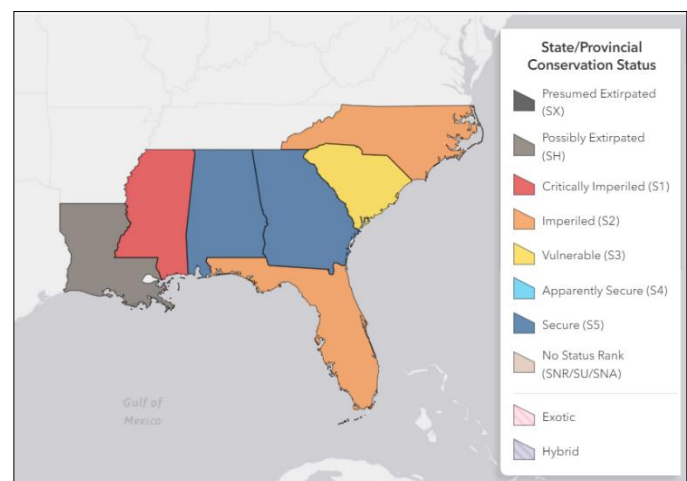 State/Provincial
Conservation Status
Presumed Extirpated
(SX)
Possibly Extirpated
(SH)
Critically Imperiled (S1)
Imperiled (S2)
Vulnerable (S3)
Apparently Secure (S4)
Secure (S5)
No Status Rank
(SNR/SU/SNA)
Exotic
Hybrid
Gulf of
Mexico